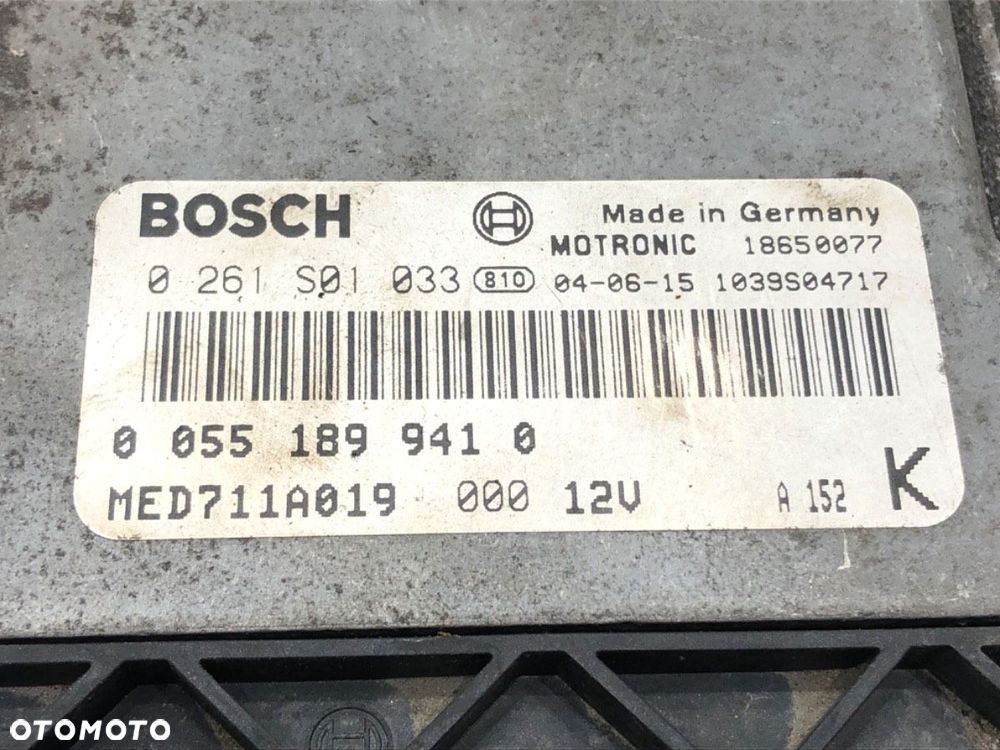 BOSCH Made in Germany
MOTRONIC 18650077
0 261 S01 033 810 04-06-15 1039S04717
0 055 189 941 0
MED711A019 000 12V A 152 K
OTOMOTO